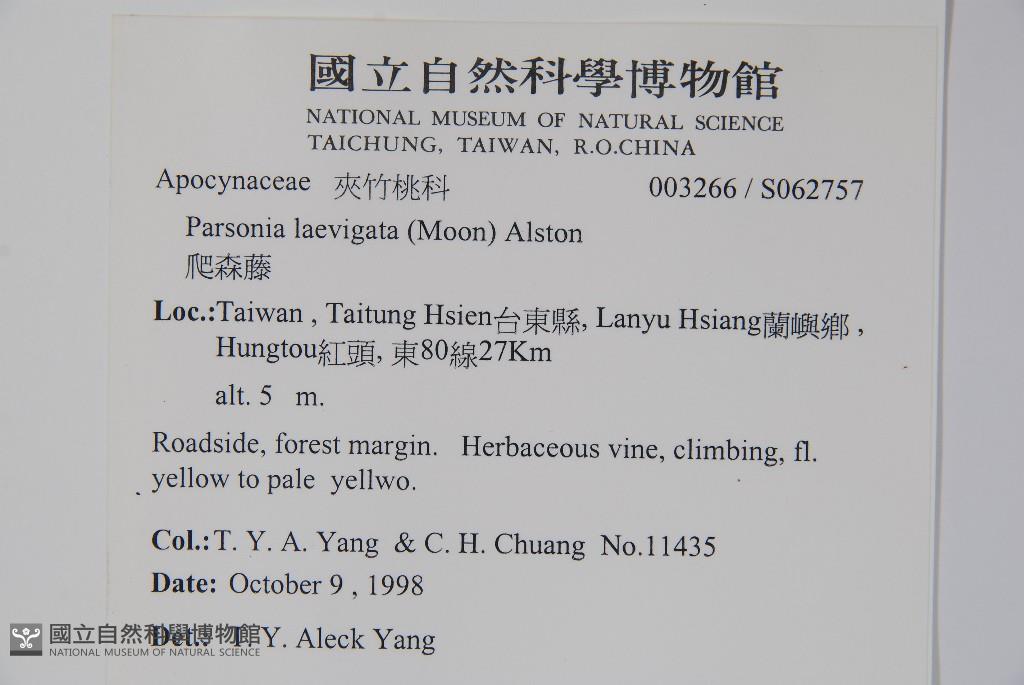 國立自然科學博物館
NATIONAL MUSEUM OF NATURAL SCIENCE
TAICHUNG, TAIWAN, R.O.CHINA
Apocynaceae 夾竹桃科 003266 / S062757
Parsonia laevigata (Moon) Alston
爬森藤
Loc.:Taiwan , Taitung Hsien台東縣, Lanyu Hsiang蘭嶼鄉 ,
Hungtou紅頭, 東80線27Km
alt. 5 m.
Roadside, forest margin. Herbaceous vine, climbing, fl.
yellow to pale yellwo.
Col.:T. Y. A. Yang & C. H. Chuang No.11435
Date: October 9 , 1998
Det.: T. Y. Aleck Yang
國立自然科學博物館
NATIONAL MUSEUM OF NATURAL SCIENCE